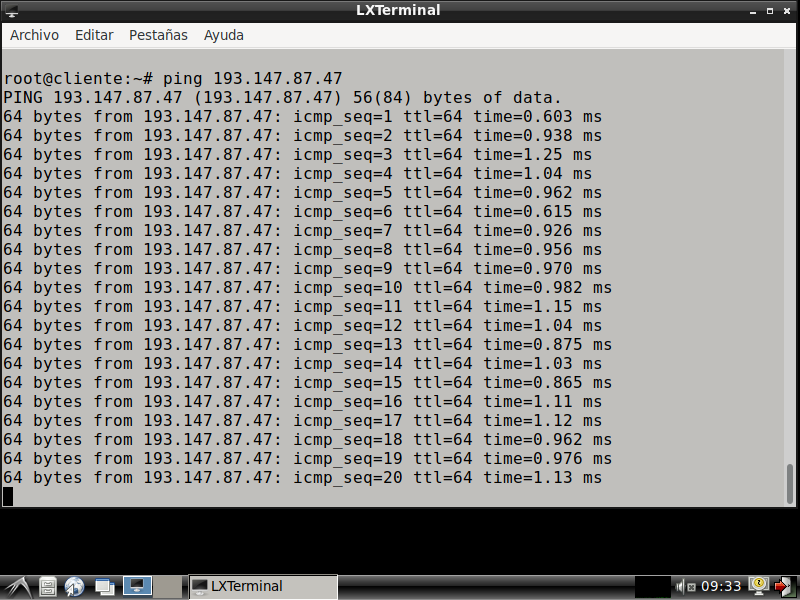 LXTerminal
Archivo Editar Pestañas Ayuda
root@cliente:~# ping 193.147.87.47
PING 193.147.87.47 (193.147.87.47) 56(84) bytes of data.
64 bytes from 193.147.87.47: icmp_seq=1 ttl=64 time=0.603 ms
64 bytes from 193.147.87.47: icmp_seq=2 ttl=64 time=0.938 ms
64 bytes from 193.147.87.47: icmp_seq=3 ttl=64 time=1.25 ms
64 bytes from 193.147.87.47: icmp_seq=4 ttl=64 time=1.04 ms
64 bytes from 193.147.87.47: icmp_seq=5 ttl=64 time=0.962 ms
64 bytes from 193.147.87.47: icmp_seq=6 ttl=64 time=0.615 ms
64 bytes from 193.147.87.47: icmp_seq=7 ttl=64 time=0.926 ms
64 bytes from 193.147.87.47: icmp_seq=8 ttl=64 time=0.956 ms
64 bytes from 193.147.87.47: icmp_seq=9 ttl=64 time=0.970 ms
64 bytes from 193.147.87.47: icmp_seq=10 ttl=64 time=0.982 ms
64 bytes from 193.147.87.47: icmp_seq=11 ttl=64 time=1.15 ms
64 bytes from 193.147.87.47: icmp_seq=12 ttl=64 time=1.04 ms
64 bytes from 193.147.87.47: icmp_seq=13 ttl=64 time=0.875 ms
64 bytes from 193.147.87.47: icmp_seq=14 ttl=64 time=1.03 ms
64 bytes from 193.147.87.47: icmp_seq=15 ttl=64 time=0.865 ms
64 bytes from 193.147.87.47: icmp_seq=16 ttl=64 time=1.11 ms
64 bytes from 193.147.87.47: icmp_seq=17 ttl=64 time=1.12 ms
64 bytes from 193.147.87.47: icmp_seq=18 ttl=64 time=0.962 ms
64 bytes from 193.147.87.47: icmp_seq=19 ttl=64 time=0.976 ms
64 bytes from 193.147.87.47: icmp_seq=20 ttl=64 time=1.13 ms
LXTerminal 09:33